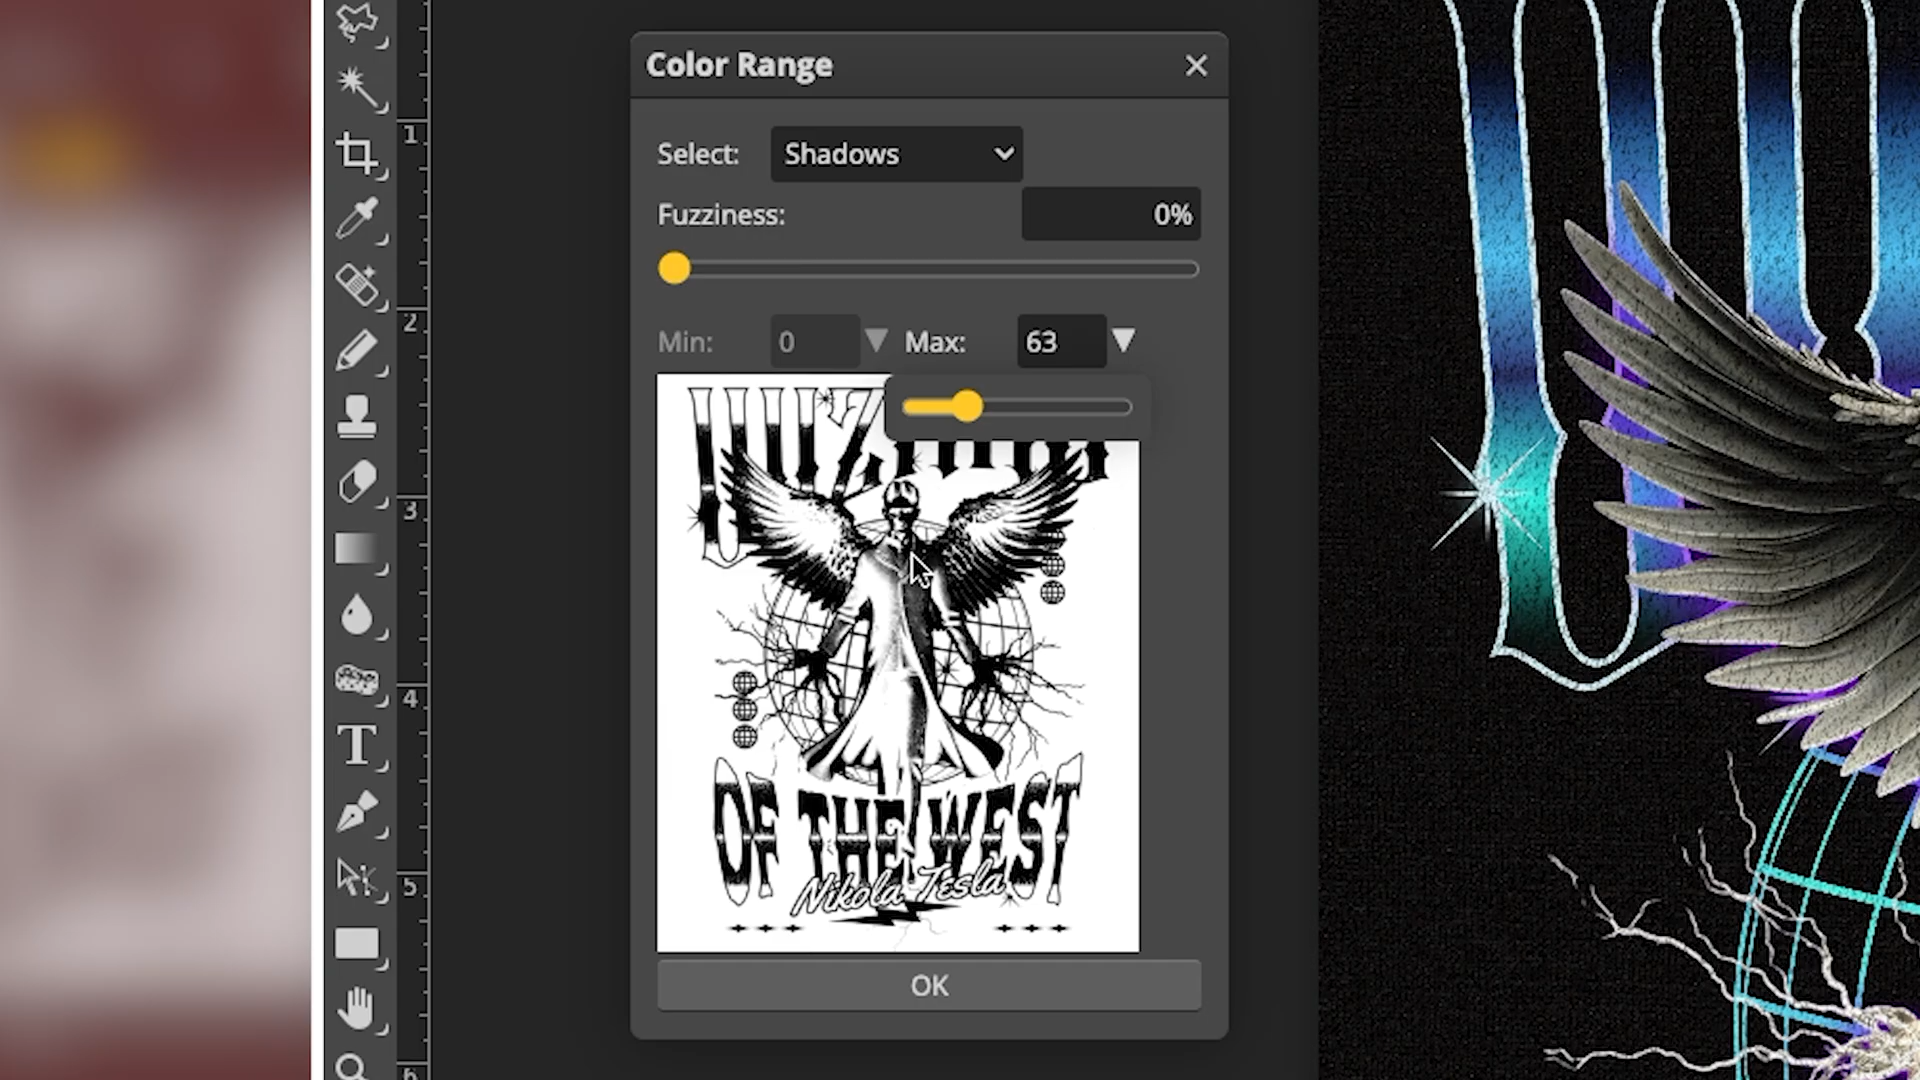 Color Range
Select: Shadows
Fuzziness: 0%
Min: 0 Max: 63
OF THE WEST
Nikola Tesla
OK
1
2
3
4
5
6